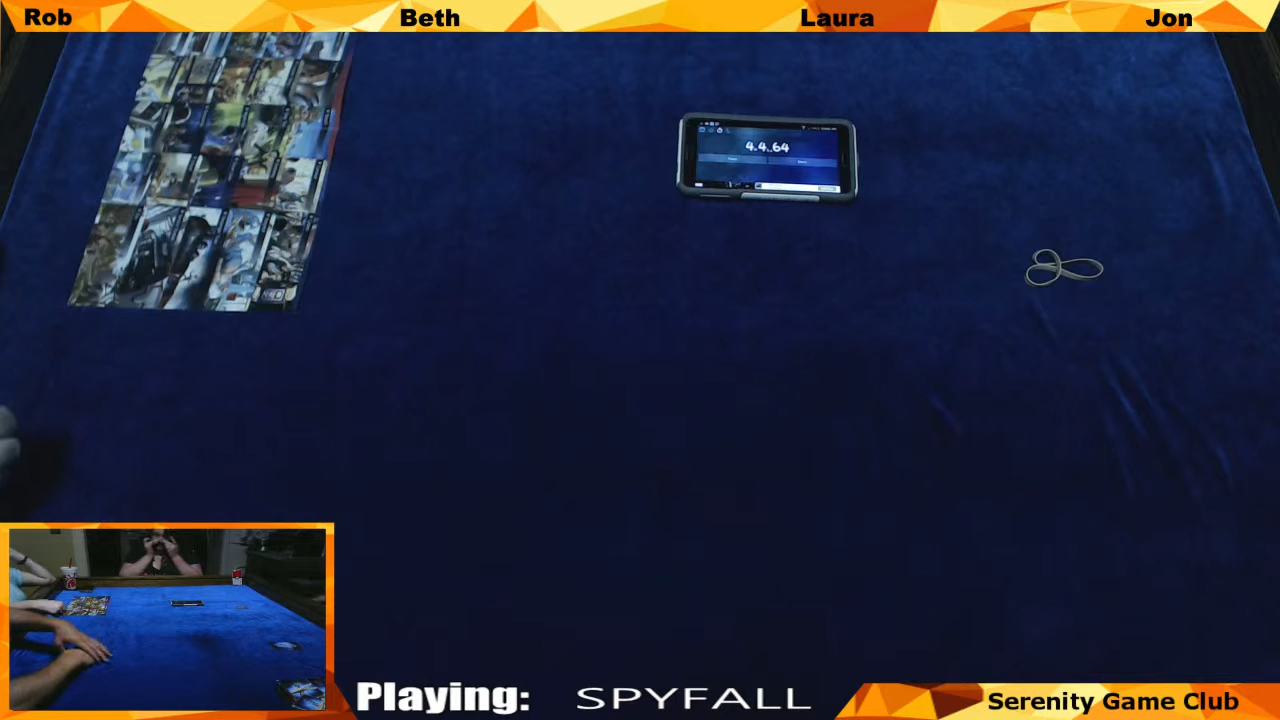 Rob Beth Laura Jon
4.4..64
Playing: SPYFALL
Serenity Game Club